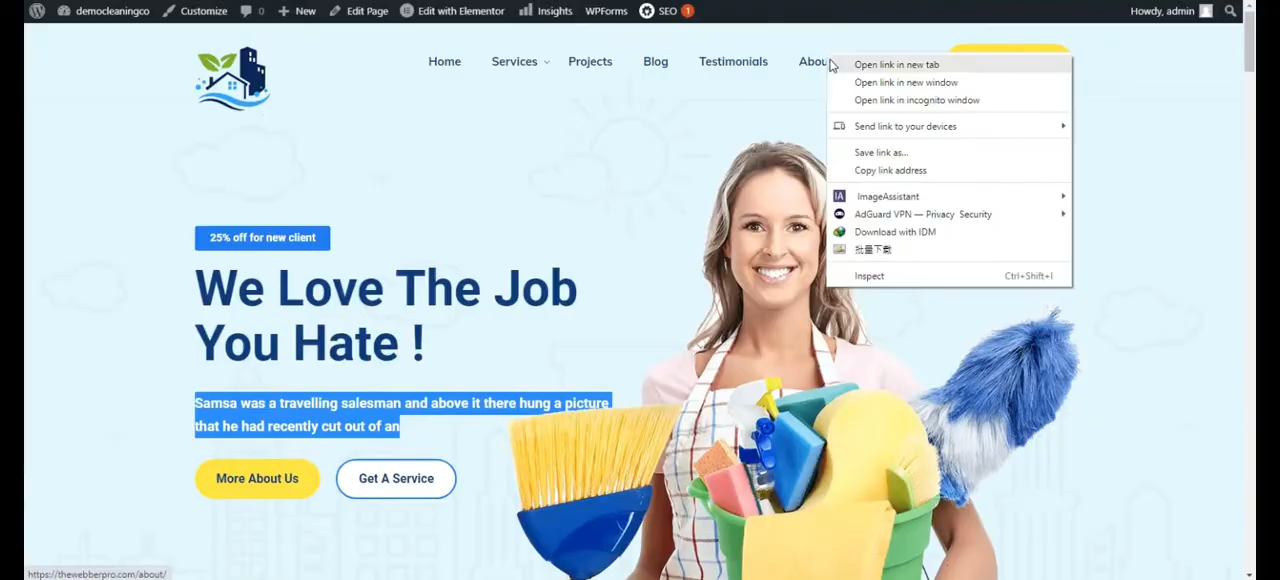 democleaningco Customize 0 New Edit Page Edit with Elementor Insights WPForms SEO 1 Howdy, admin
Home Services Projects Blog Testimonials Abou
Open link in new tab
Open link in new window
Open link in incognito window
Send link to your devices
Save link as...
Copy link address
IA ImageAssistant
AdGuard VPN — Privacy Security
Download with IDM
批量下载
Inspect Ctrl+Shift+I
25% off for new client
We Love The Job
You Hate !
Samsa was a travelling salesman and above it there hung a picture
that he had recently cut out of an
More About Us Get A Service
https://thewebberpro.com/about/